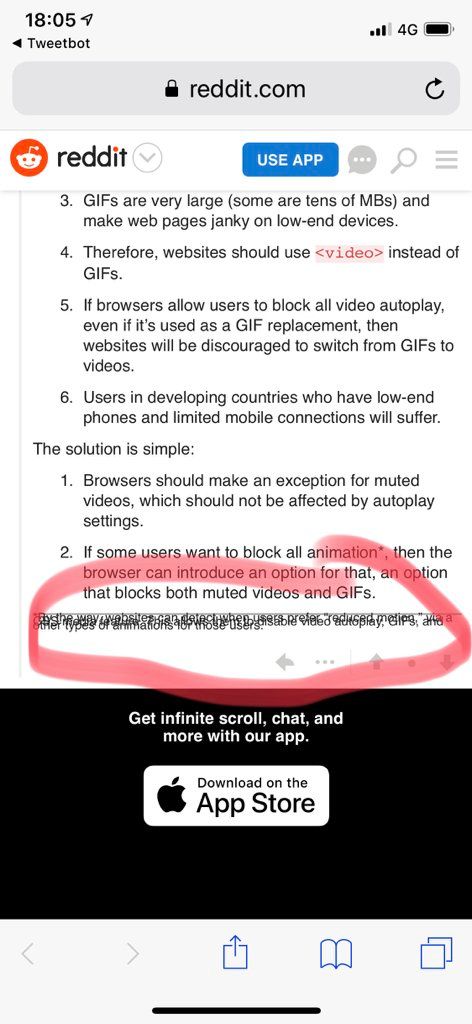 18:05
4G
◀ Tweetbot
reddit.com
reddit
USE APP
3. GIFs are very large (some are tens of MBs) and
make web pages janky on low-end devices.
4. Therefore, websites should use <video> instead of
GIFs.
5. If browsers allow users to block all video autoplay,
even if it's used as a GIF replacement, then
websites will be discouraged to switch from GIFs to
videos.
6. Users in developing countries who have low-end
phones and limited mobile connections will suffer.
The solution is simple:
1. Browsers should make an exception for muted
videos, which should not be affected by autoplay
settings.
2. If some users want to block all animation*, then the
browser can introduce an option for that, an option
that blocks both muted videos and GIFs.
*By the way, websites can detect when users prefer "reduced motion," via a
CSS media feature. This allows them to disable video autoplay, GIFs, and
other types of animations for those users.
Get infinite scroll, chat, and
more with our app.
Download on the
App Store